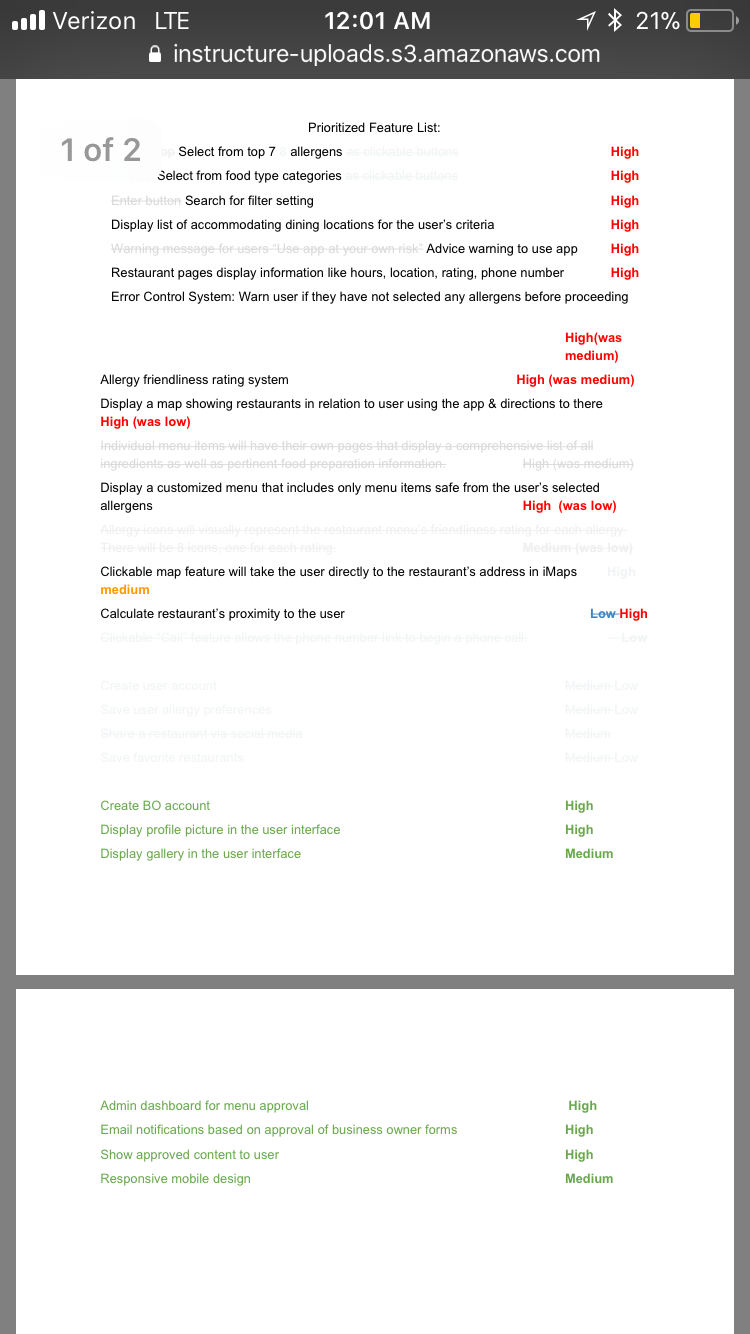 Verizon LTE 12:01 AM 21%
instructure-uploads.s3.amazonaws.com
Prioritized Feature List:
1 of 2
Select from top 7 8 allergens as clickable buttons High
Select from food type categories as clickable buttons High
Enter button Search for filter setting High
Display list of accommodating dining locations for the user's criteria High
Warning message for users "Use app at your own risk" Advice warning to use app High
Restaurant pages display information like hours, location, rating, phone number High
Error Control System: Warn user if they have not selected any allergens before proceeding
High(was
medium)
Allergy friendliness rating system High (was medium)
Display a map showing restaurants in relation to user using the app & directions to there
High (was low)
Individual menu items will have their own pages that display a comprehensive list of all
ingredients as well as pertinent food preparation information. High (was medium)
Display a customized menu that includes only menu items safe from the user's selected
allergens High (was low)
Allergy icons will visually represent the restaurant menu's friendliness rating for each allergy.
There will be 8 icons, one for each rating. Medium (was low)
Clickable map feature will take the user directly to the restaurant's address in iMaps High
medium
Calculate restaurant's proximity to the user Low High
Clickable "Call" feature allows the phone number link to begin a phone call. Low
Create user account Medium Low
Save user allergy preferences Medium Low
Share a restaurant via social media Medium
Save favorite restaurants Medium Low
Create BO account High
Display profile picture in the user interface High
Display gallery in the user interface Medium
Admin dashboard for menu approval High
Email notifications based on approval of business owner forms High
Show approved content to user High
Responsive mobile design Medium